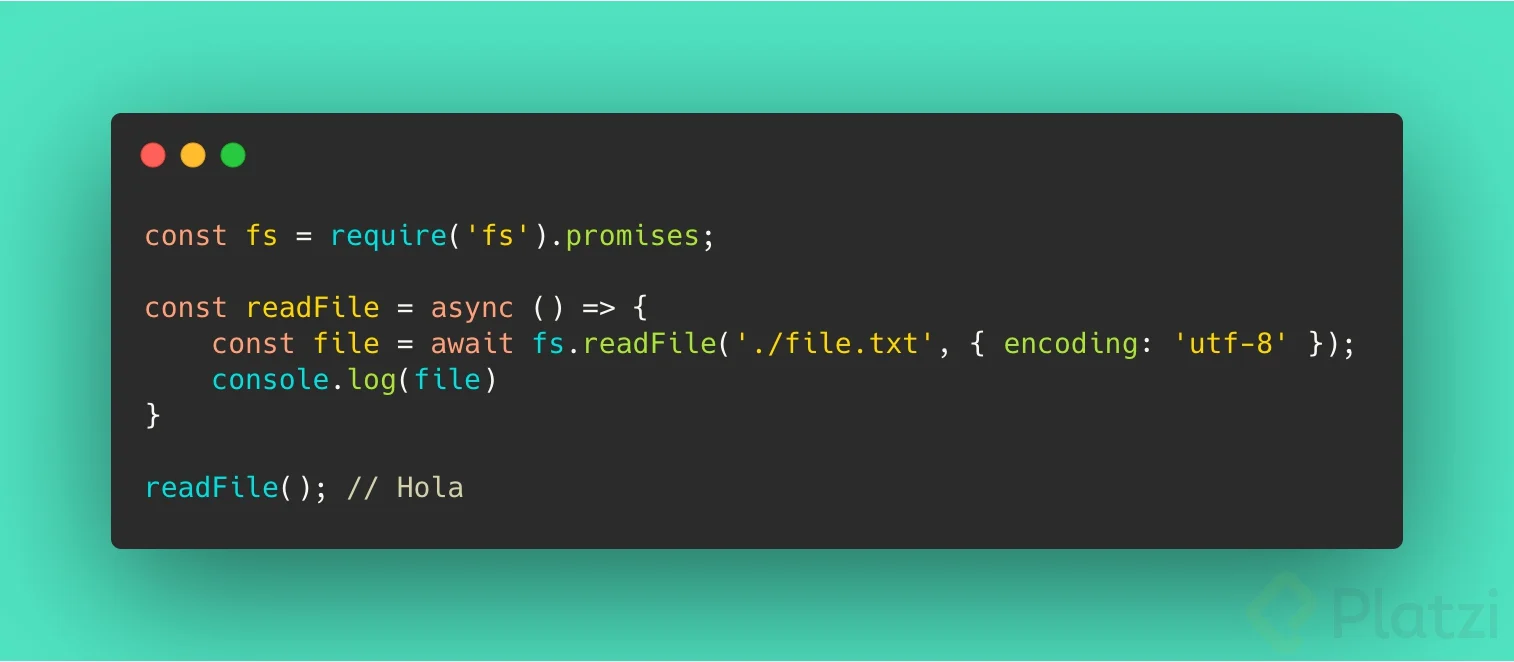 const fs = require('fs').promises;
const readFile = async () => {
    const file = await fs.readFile('./file.txt', { encoding: 'utf-8' });
    console.log(file)
}
readFile(); // Hola
Platzi